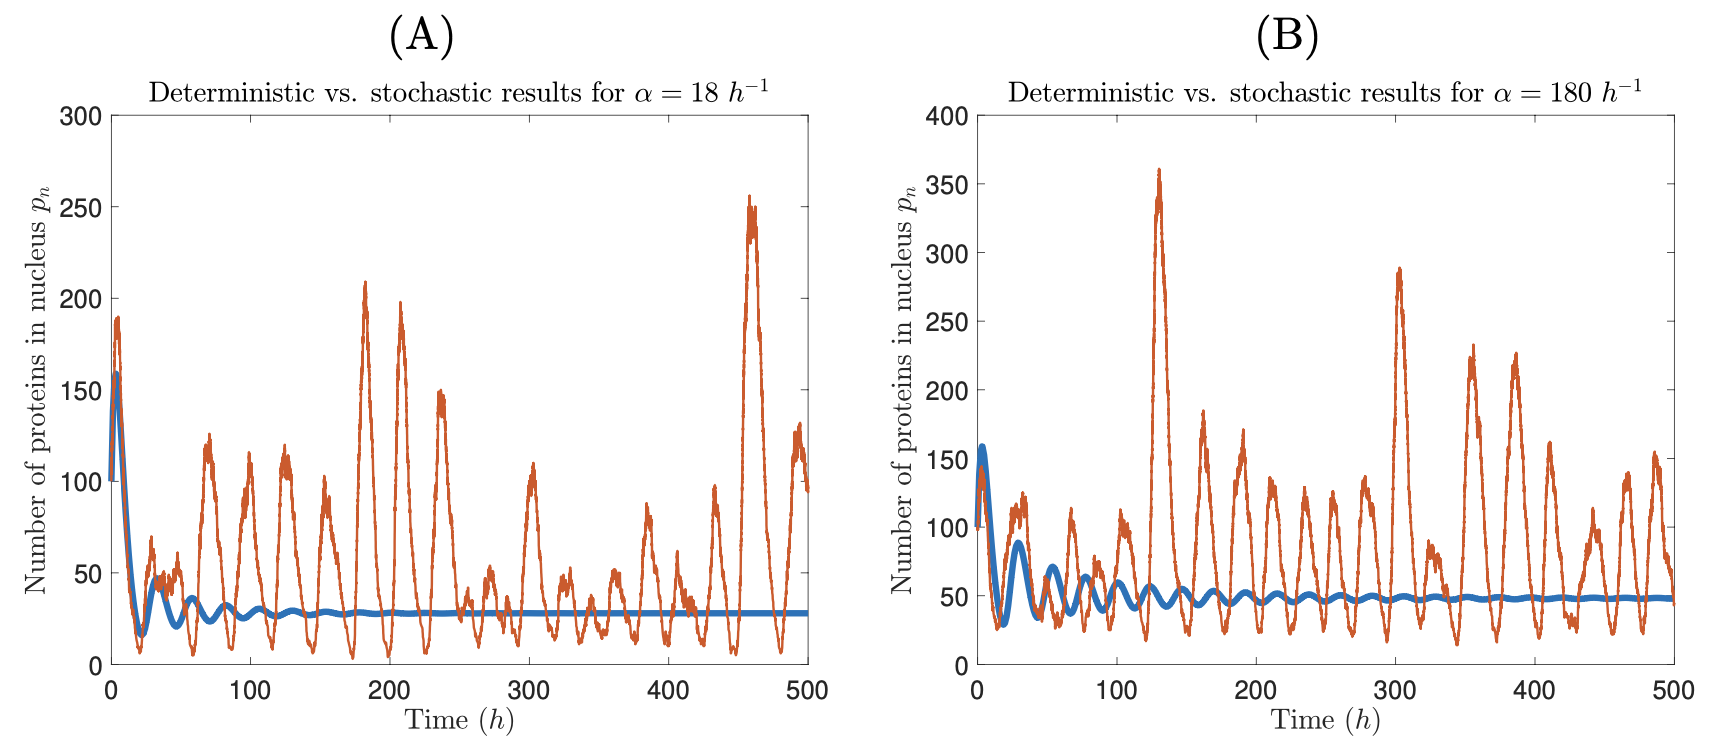 (A)
Deterministic vs. stochastic results for α = 18 h⁻¹
Number of proteins in nucleus pₙ
300
250
200
150
100
50
0
0 100 200 300 400 500
Time (h)
(B)
Deterministic vs. stochastic results for α = 180 h⁻¹
Number of proteins in nucleus pₙ
400
350
300
250
200
150
100
50
0
0 100 200 300 400 500
Time (h)